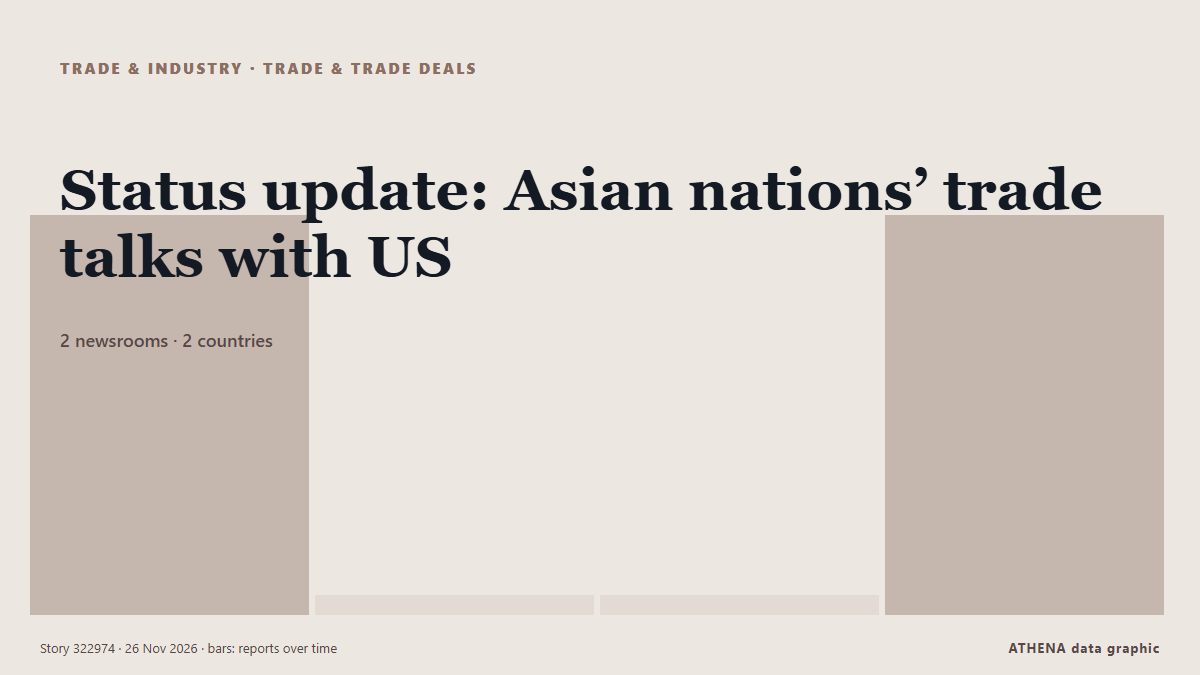 TRADE & INDUSTRY · TRADE & TRADE DEALS
Status update: Asian nations’ trade
talks with US
2 newsrooms · 2 countries
Story 322974 · 26 Nov 2026 · bars: reports over time
ATHENA data graphic